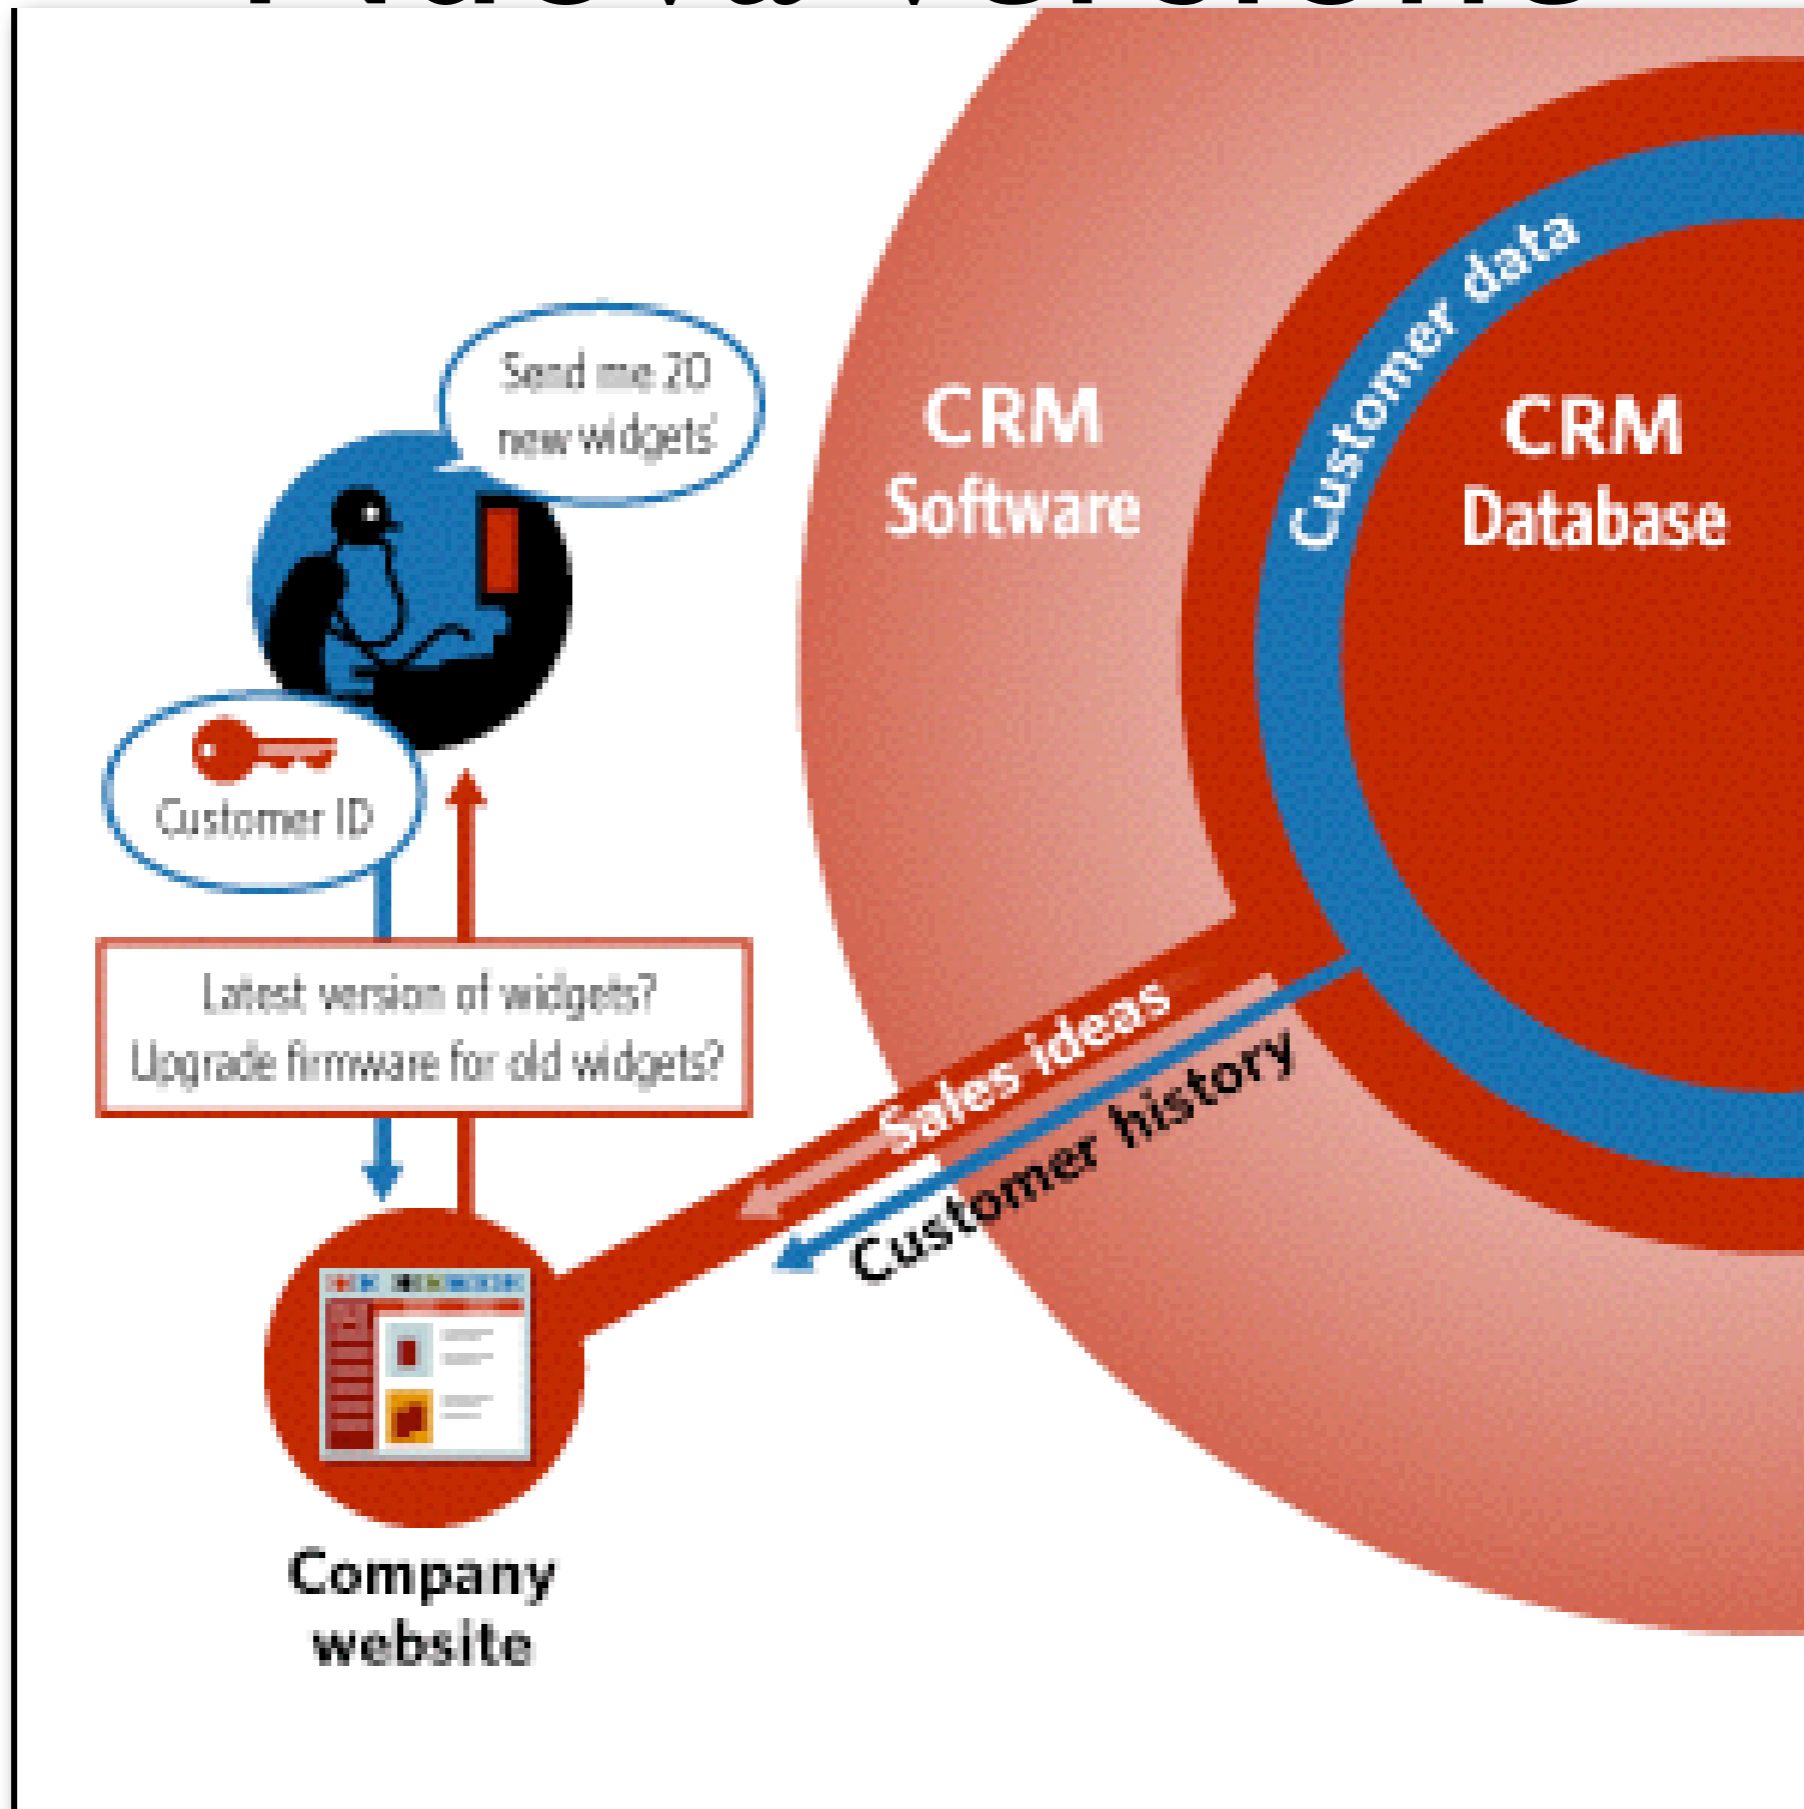 Send me 20
new widgets'
CRM
Software
Customer data
CRM
Database
Customer ID
Latest version of widgets?
Upgrade firmware for old widgets?
Sales ideas
Customer history
Company
website